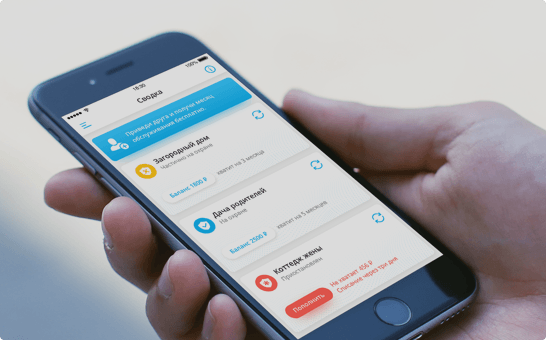 18:30
100%
Сводка
Приведи друга и получи месяц
обслуживания бесплатно.
Загородный дом
Частично на охране
Баланс 1800 ₽ хватит на 3 месяца
Дача родителей
На охране
Баланс 2500 ₽ хватит на 5 месяцев
Коттедж жены
Приостановлен
Пополнить
Не хватает 456 ₽
Списание через три дня